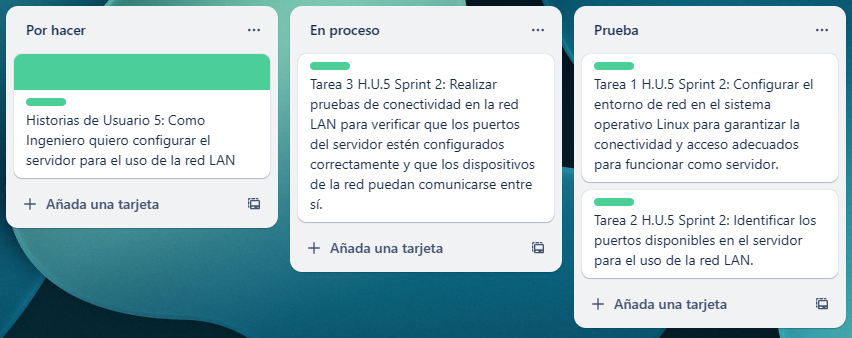 Por hacer
Historias de Usuario 5: Como
Ingeniero quiero configurar el
servidor para el uso de la red LAN
Añada una tarjeta
En proceso
Tarea 3 H.U.5 Sprint 2: Realizar
pruebas de conectividad en la red
LAN para verificar que los puertos
del servidor estén configurados
correctamente y que los dispositivos
de la red puedan comunicarse entre
sí.
Añada una tarjeta
Prueba
Tarea 1 H.U.5 Sprint 2: Configurar el
entorno de red en el sistema
operativo Linux para garantizar la
conectividad y acceso adecuados
para funcionar como servidor.
Tarea 2 H.U.5 Sprint 2: Identificar los
puertos disponibles en el servidor
para el uso de la red LAN.
Añada una tarjeta